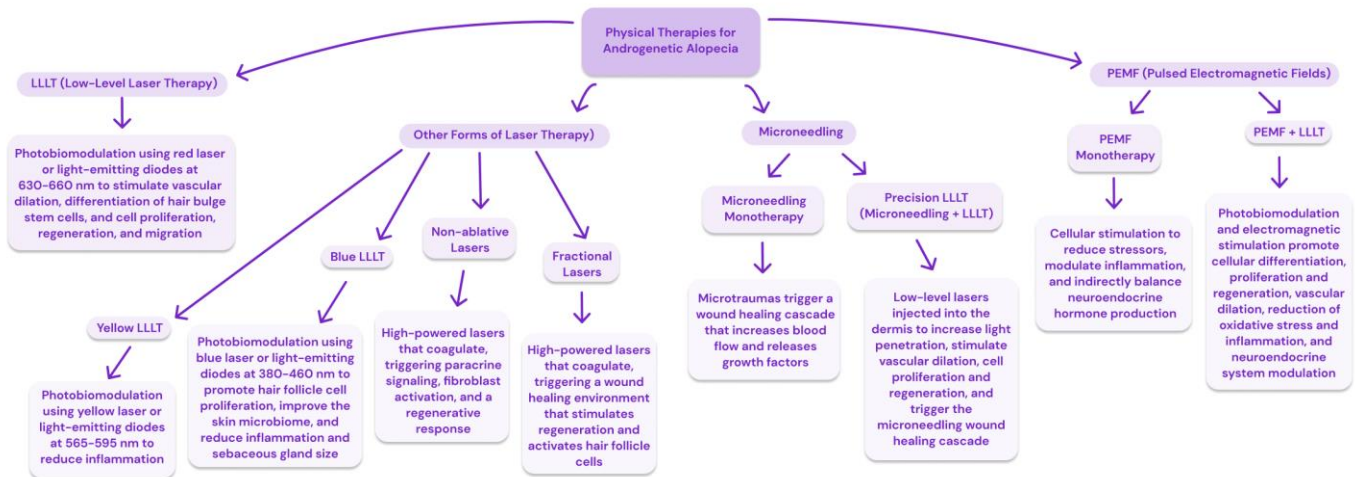 Physical Therapies for
Androgenetic Alopecia
LLLT (Low-Level Laser Therapy)
Photobiomodulation using red laser
or light-emitting diodes at
630-660 nm to stimulate vascular
dilation, differentiation of hair bulge
stem cells, and cell proliferation,
regeneration, and migration
Other Forms of Laser Therapy)
Yellow LLLT
Photobiomodulation
using yellow laser or
light-emitting diodes
at 565-595 nm to
reduce inflammation
Blue LLLT
Photobiomodulation using
blue laser or light-emitting
diodes at 380-460 nm to
promote hair follicle cell
proliferation, improve the
skin microbiome, and
reduce inflammation and
sebaceous gland size
Non-ablative
Lasers
High-powered lasers
that coagulate,
triggering paracrine
signaling, fibroblast
activation, and a
regenerative
response
Fractional
Lasers
High-powered lasers
that coagulate,
triggering a wound
healing environment
that stimulates
regeneration and
activates hair follicle
cells
Microneedling
Microneedling
Monotherapy
Microtraumas trigger a
wound healing cascade
that increases blood
flow and releases
growth factors
Precision LLLT
(Microneedling + LLLT)
Low-level lasers
injected into the
dermis to increase light
penetration, stimulate
vascular dilation, cell
proliferation and
regeneration, and
trigger the
microneedling wound
healing cascade
PEMF (Pulsed Electromagnetic Fields)
PEMF
Monotherapy
Cellular stimulation to
reduce stressors,
modulate inflammation,
and indirectly balance
neuroendocrine
hormone production
PEMF + LLLT
Photobiomodulation
and electromagnetic
stimulation promote
cellular differentiation,
proliferation and
regeneration, vascular
dilation, reduction of
oxidative stress and
inflammation, and
neuroendocrine
system modulation